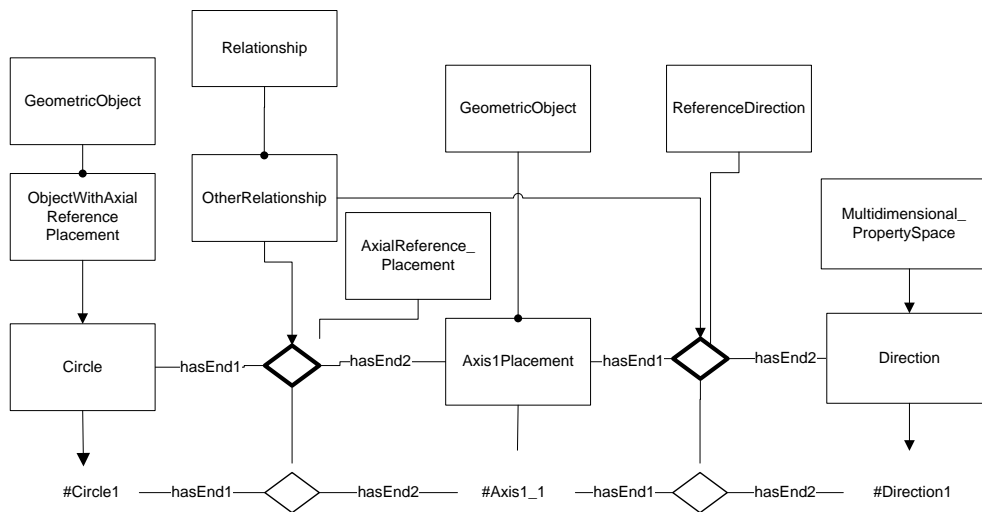 Relationship
GeometricObject
GeometricObject
ReferenceDirection
ObjectWithAxial
Reference
Placement
OtherRelationship
AxialReference_
Placement
Multidimensional_
PropertySpace
Circle
hasEnd1
hasEnd2
Axis1Placement
hasEnd1
hasEnd2
Direction
#Circle1
hasEnd1
hasEnd2
#Axis1_1
hasEnd1
hasEnd2
#Direction1